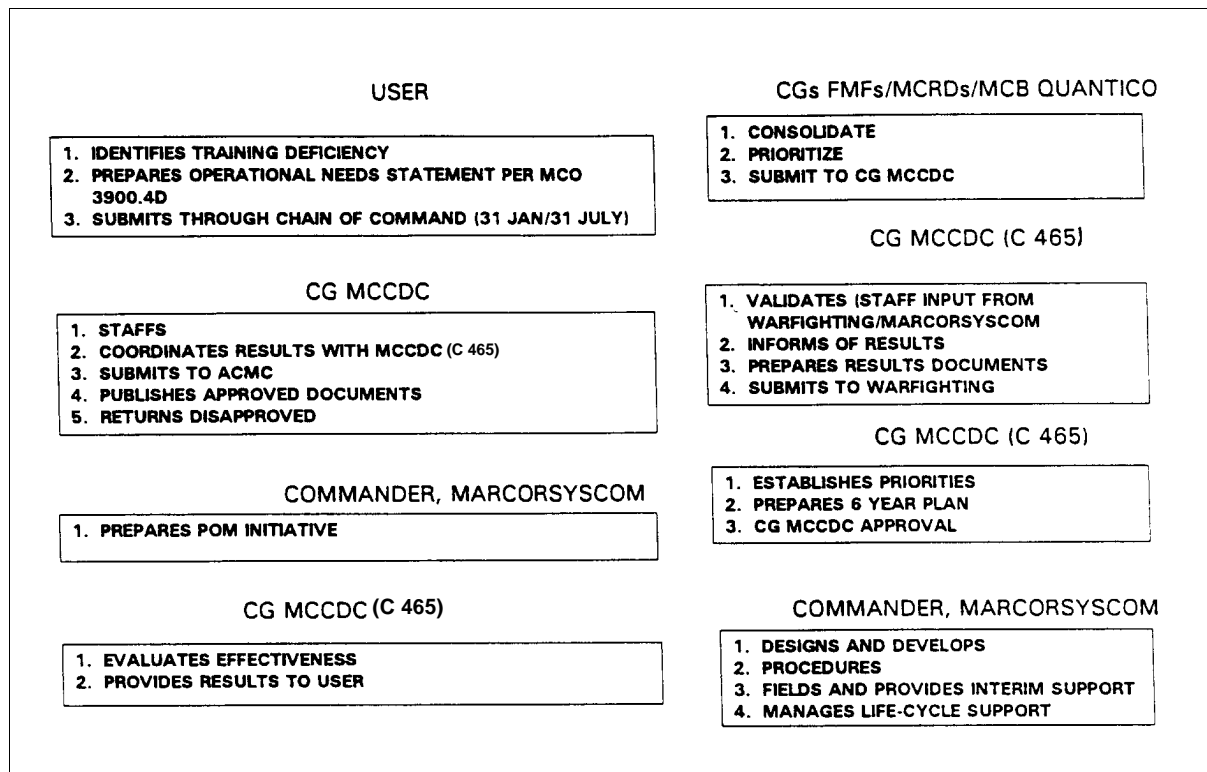 USER
1. IDENTIFIES TRAINING DEFICIENCY
2. PREPARES OPERATIONAL NEEDS STATEMENT PER MCO
3900.4D
3. SUBMITS THROUGH CHAIN OF COMMAND (31 JAN/31 JULY)
CGs FMFs/MCRDs/MCB QUANTICO
1. CONSOLIDATE
2. PRIORITIZE
3. SUBMIT TO CG MCCDC
CG MCCDC
1. STAFFS
2. COORDINATES RESULTS WITH MCCDC (C 465)
3. SUBMITS TO ACMC
4. PUBLISHES APPROVED DOCUMENTS
5. RETURNS DISAPPROVED
CG MCCDC (C 465)
1. VALIDATES (STAFF INPUT FROM
WARFIGHTING/MARCORSYSCOM
2. INFORMS OF RESULTS
3. PREPARES RESULTS DOCUMENTS
4. SUBMITS TO WARFIGHTING
COMMANDER, MARCORSYSCOM
1. PREPARES POM INITIATIVE
CG MCCDC (C 465)
1. ESTABLISHES PRIORITIES
2. PREPARES 6 YEAR PLAN
3. CG MCCDC APPROVAL
CG MCCDC (C 465)
1. EVALUATES EFFECTIVENESS
2. PROVIDES RESULTS TO USER
COMMANDER, MARCORSYSCOM
1. DESIGNS AND DEVELOPS
2. PROCEDURES
3. FIELDS AND PROVIDES INTERIM SUPPORT
4. MANAGES LIFE-CYCLE SUPPORT